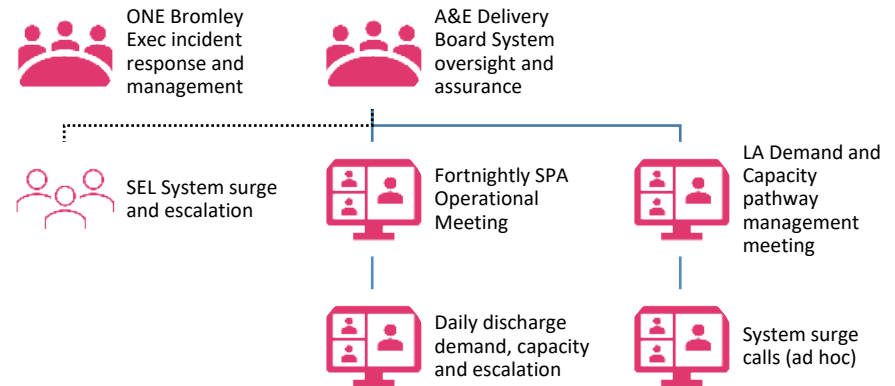 ONE Bromley
Exec incident
response and
management
A&E Delivery
Board System
oversight and
assurance
SEL System surge
and escalation
Fortnightly SPA
Operational
Meeting
LA Demand and
Capacity
pathway
management
meeting
Daily discharge
demand, capacity
and escalation
System surge
calls (ad hoc)